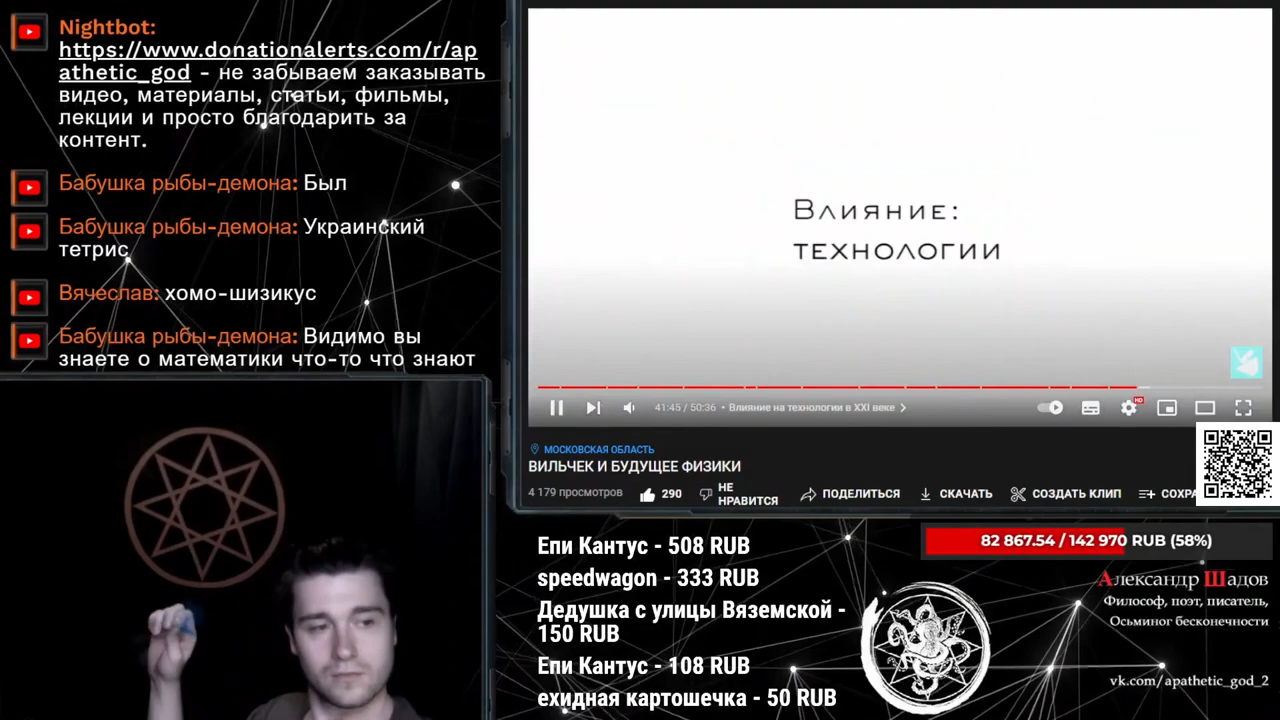 Nightbot:
https://www.donationalerts.com/r/ap
athetic_god - не забываем заказывать
видео, материалы, статьи, фильмы,
лекции и просто благодарить за
контент.
Бабушка рыбы-демона: Был
Бабушка рыбы-демона: Украинский
тетрис
Вячеслав: хомо-шизикус
Бабушка рыбы-демона: Видимо вы
знаете о математики что-то что знают
Влияние:
ТЕХНОЛОГИИ
41:45 / 50:36 • Влияние на технологии в XXI веке
HD
МОСКОВСКАЯ ОБЛАСТЬ
ВИЛЬЧЕК И БУДУЩЕЕ ФИЗИКИ
4 179 просмотров
290
НЕ
НРАВИТСЯ
ПОДЕЛИТЬСЯ
СКАЧАТЬ
СОЗДАТЬ КЛИП
СОХРА
Епи Кантус - 508 RUB
speedwagon - 333 RUB
Дедушка с улицы Вяземской -
150 RUB
Епи Кантус - 108 RUB
ехидная картошечка - 50 RUB
82 867.54 / 142 970 RUB (58%)
Александр Шадов
Философ, поэт, писатель,
Осьминог бесконечности
vk.com/apathetic_god_2